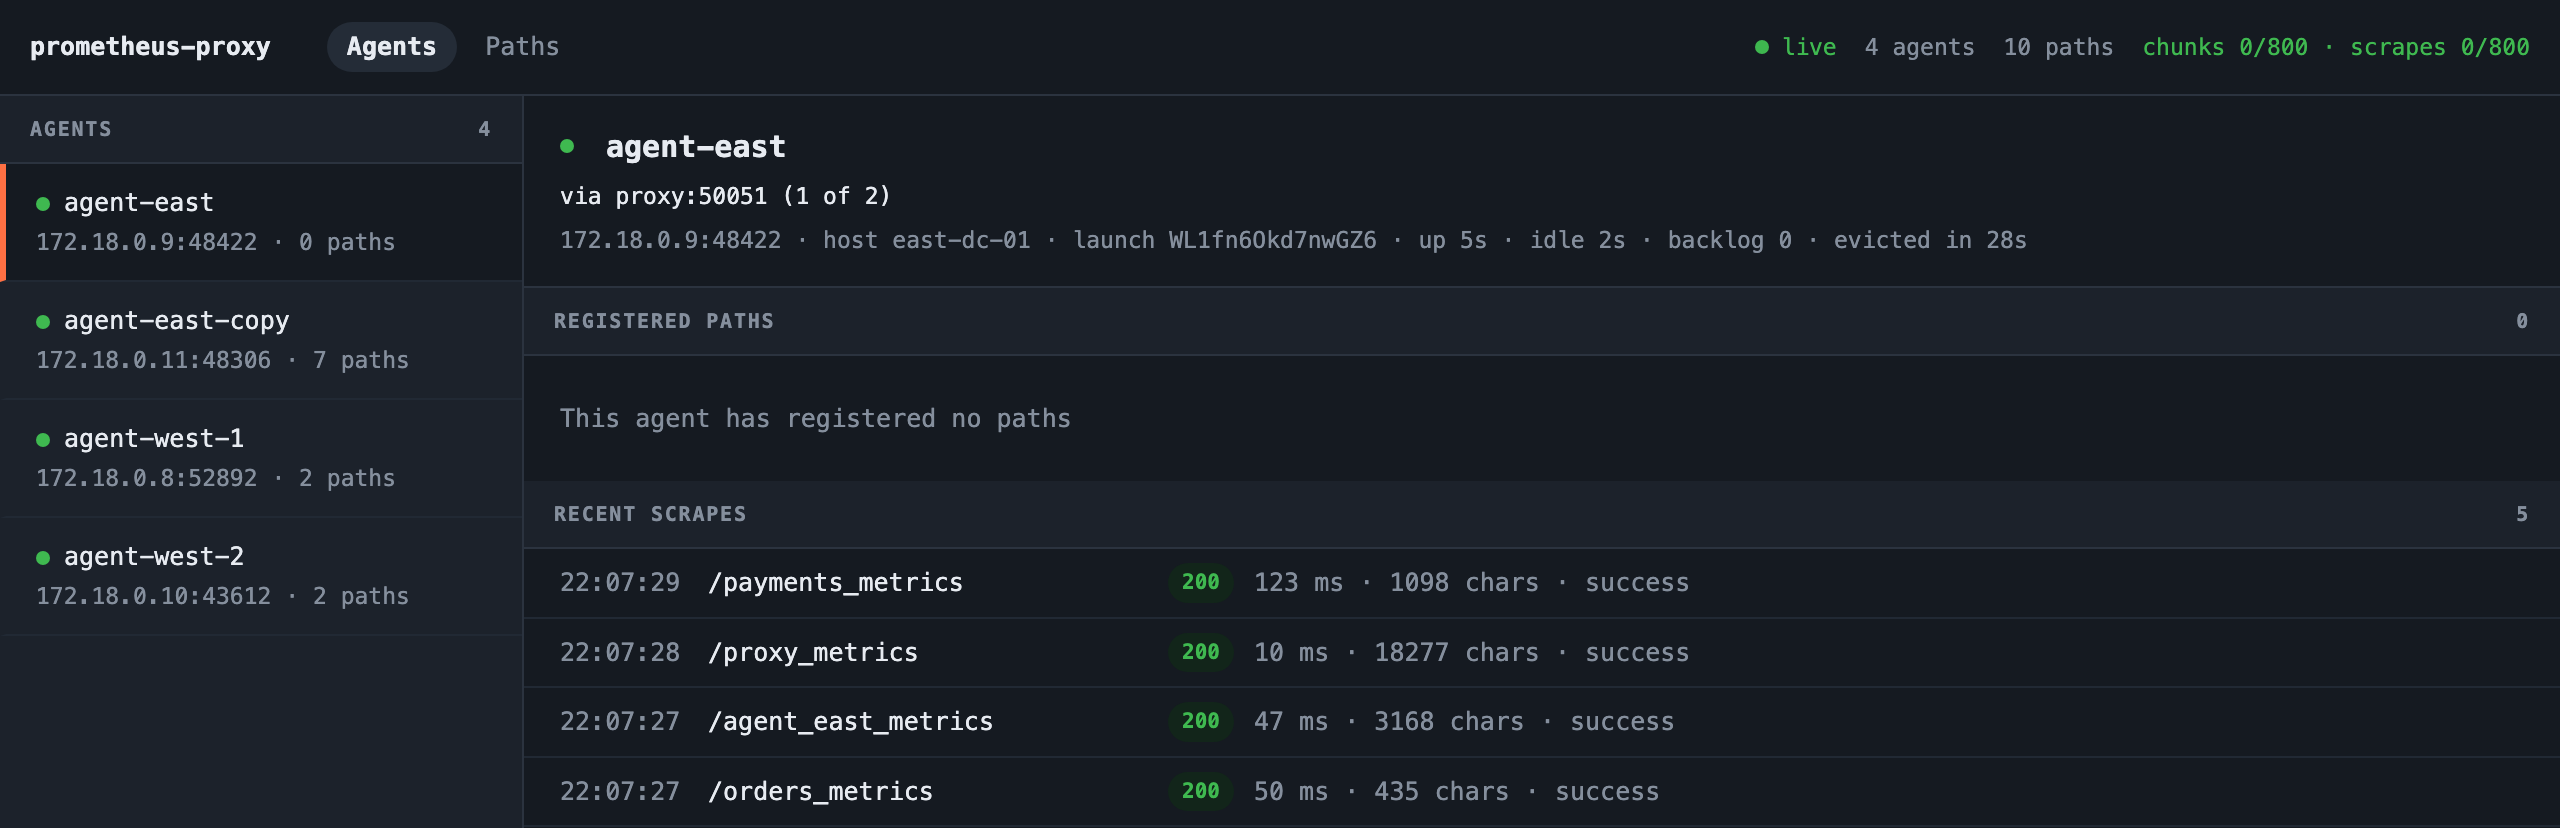 prometheus-proxy Agents Paths live 4 agents 10 paths chunks 0/800 · scrapes 0/800
AGENTS 4
agent-east
172.18.0.9:48422 · 0 paths
agent-east-copy
172.18.0.11:48306 · 7 paths
agent-west-1
172.18.0.8:52892 · 2 paths
agent-west-2
172.18.0.10:43612 · 2 paths
agent-east
via proxy:50051 (1 of 2)
172.18.0.9:48422 · host east-dc-01 · launch WL1fn6Okd7nwGZ6 · up 5s · idle 2s · backlog 0 · evicted in 28s
REGISTERED PATHS 0
This agent has registered no paths
RECENT SCRAPES 5
22:07:29 /payments_metrics 200 123 ms · 1098 chars · success
22:07:28 /proxy_metrics 200 10 ms · 18277 chars · success
22:07:27 /agent_east_metrics 200 47 ms · 3168 chars · success
22:07:27 /orders_metrics 200 50 ms · 435 chars · success